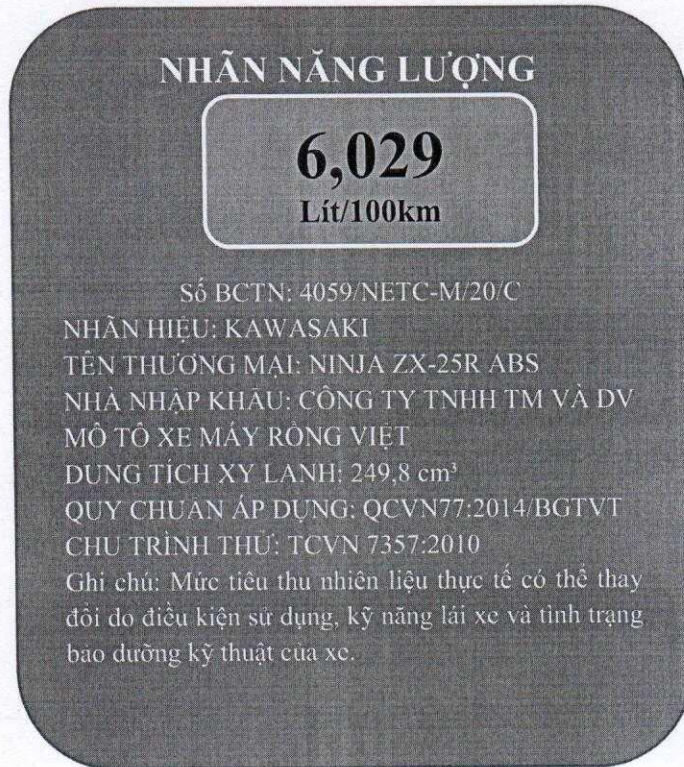 NHÃN NĂNG LƯỢNG
6,029
Lít/100km
Số BCTN: 4059/NETC-M/20/C
NHÃN HIỆU: KAWASAKI
TÊN THƯƠNG MẠI: NINJA ZX-25R ABS
NHÀ NHẬP KHẨU: CÔNG TY TNHH TM VÀ DV
MÔ TÔ XE MÁY RỒNG VIỆT
DUNG TÍCH XY LANH: 249,8 cm³
QUY CHUẨN ÁP DỤNG: QCVN77:2014/BGTVT
CHU TRÌNH THỬ: TCVN 7357:2010
Ghi chú: Mức tiêu thu nhiên liệu thực tế có thể thay
đổi do điều kiện sử dụng, kỹ năng lái xe và tình trạng
bảo dưỡng kỹ thuật của xe.